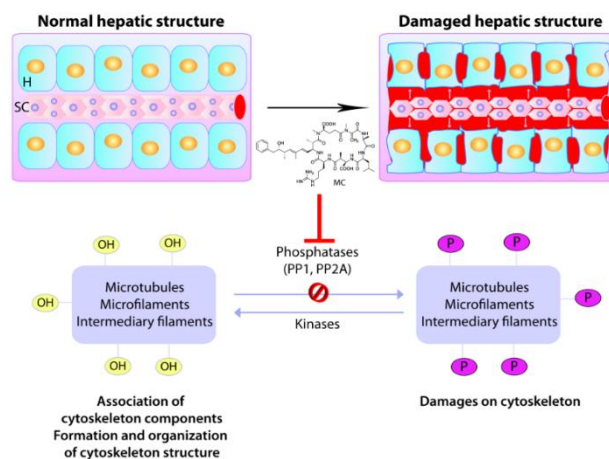 Normal hepatic structure
Damaged hepatic structure
H
SC
MC
Phosphatases
(PP1, PP2A)
Kinases
OH
OH
OH
OH
OH
Microtubules
Microfilaments
Intermediary filaments
P
P
P
P
P
Microtubules
Microfilaments
Intermediary filaments
Association of
cytoskeleton components
Formation and organization
of cytoskeleton structure
Damages on cytoskeleton